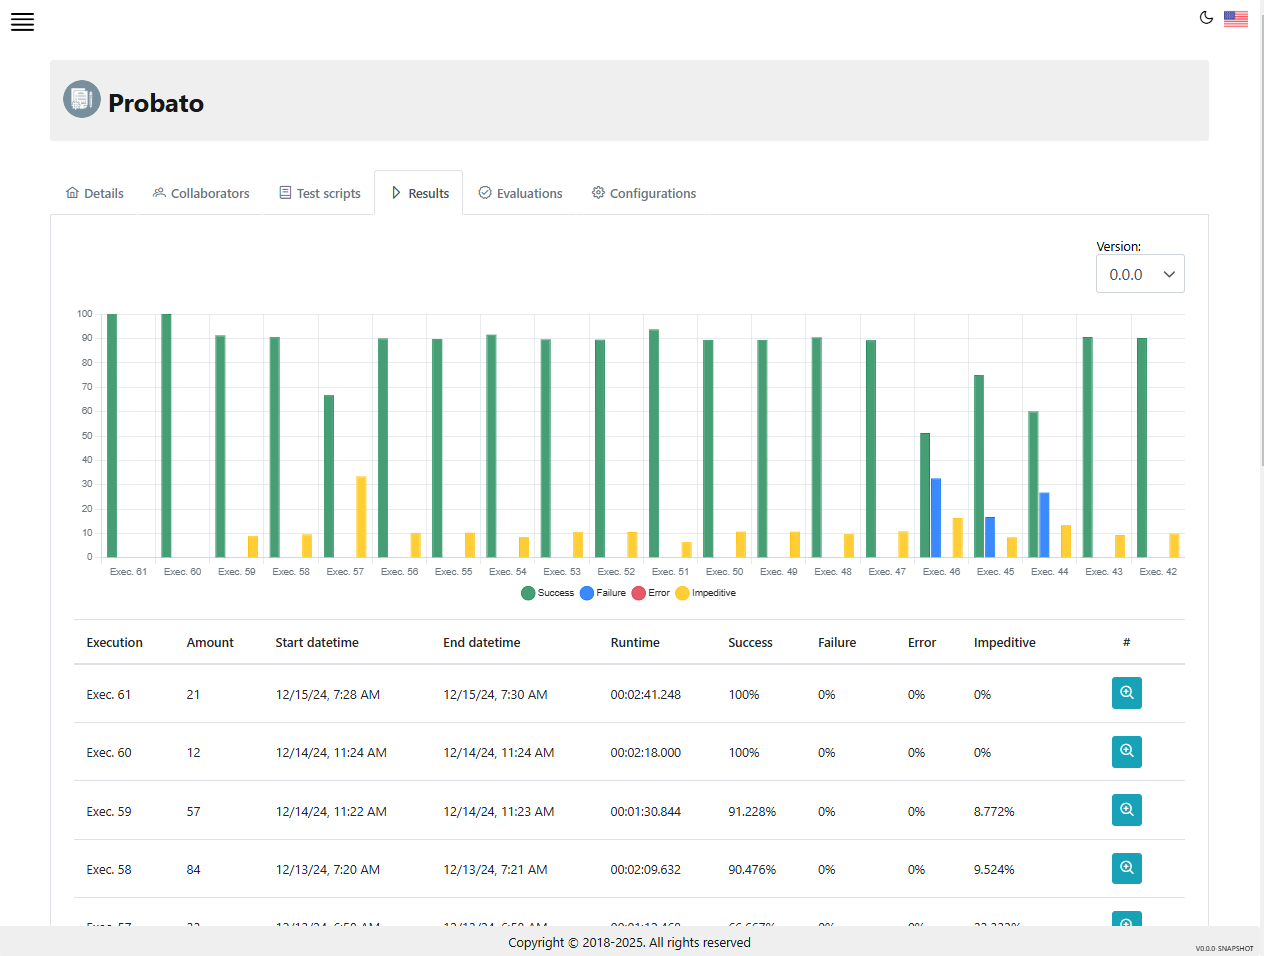 Probato
Details Collaborators Test scripts Results Evaluations Configurations
Version:
0.0.0
100
90
80
70
60
50
40
30
20
10
0
Exec. 61 Exec. 60 Exec. 59 Exec. 58 Exec. 57 Exec. 56 Exec. 55 Exec. 54 Exec. 53 Exec. 52 Exec. 51 Exec. 50 Exec. 49 Exec. 48 Exec. 47 Exec. 46 Exec. 45 Exec. 44 Exec. 43 Exec. 42
Success Failure Error Impeditive
Execution Amount Start datetime End datetime Runtime Success Failure Error Impeditive #
Exec. 61 21 12/15/24, 7:28 AM 12/15/24, 7:30 AM 00:02:41.248 100% 0% 0% 0%
Exec. 60 12 12/14/24, 11:24 AM 12/14/24, 11:24 AM 00:02:18.000 100% 0% 0% 0%
Exec. 59 57 12/14/24, 11:22 AM 12/14/24, 11:23 AM 00:01:30.844 91.228% 0% 0% 8.772%
Exec. 58 84 12/13/24, 7:20 AM 12/13/24, 7:21 AM 00:02:09.632 90.476% 0% 0% 9.524%
Copyright © 2018-2025. All rights reserved
V0.0.0-SNAPSHOT